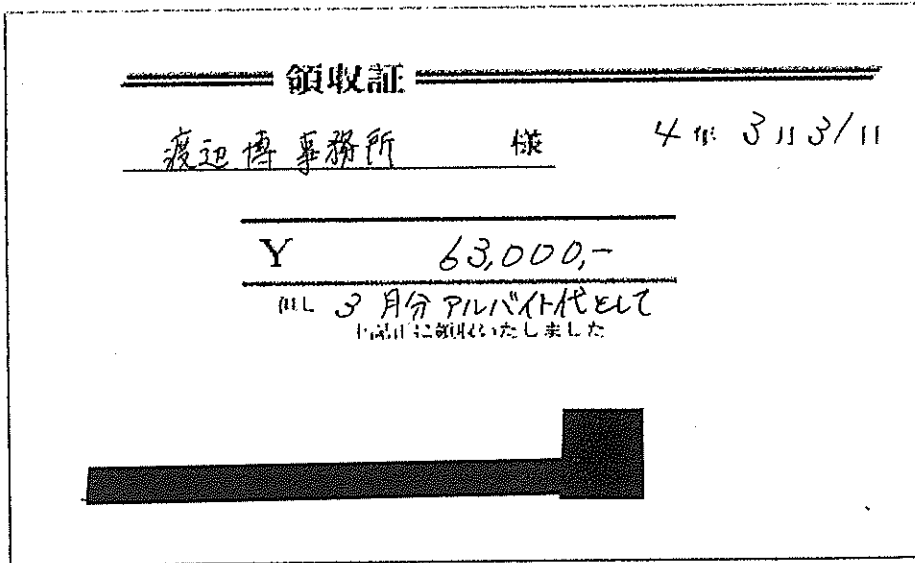 領収証
渡辺博事務所 様 4年 3月31日
Y 63,000,-
但し 3月分アルバイト代として
上記正に領収いたしました